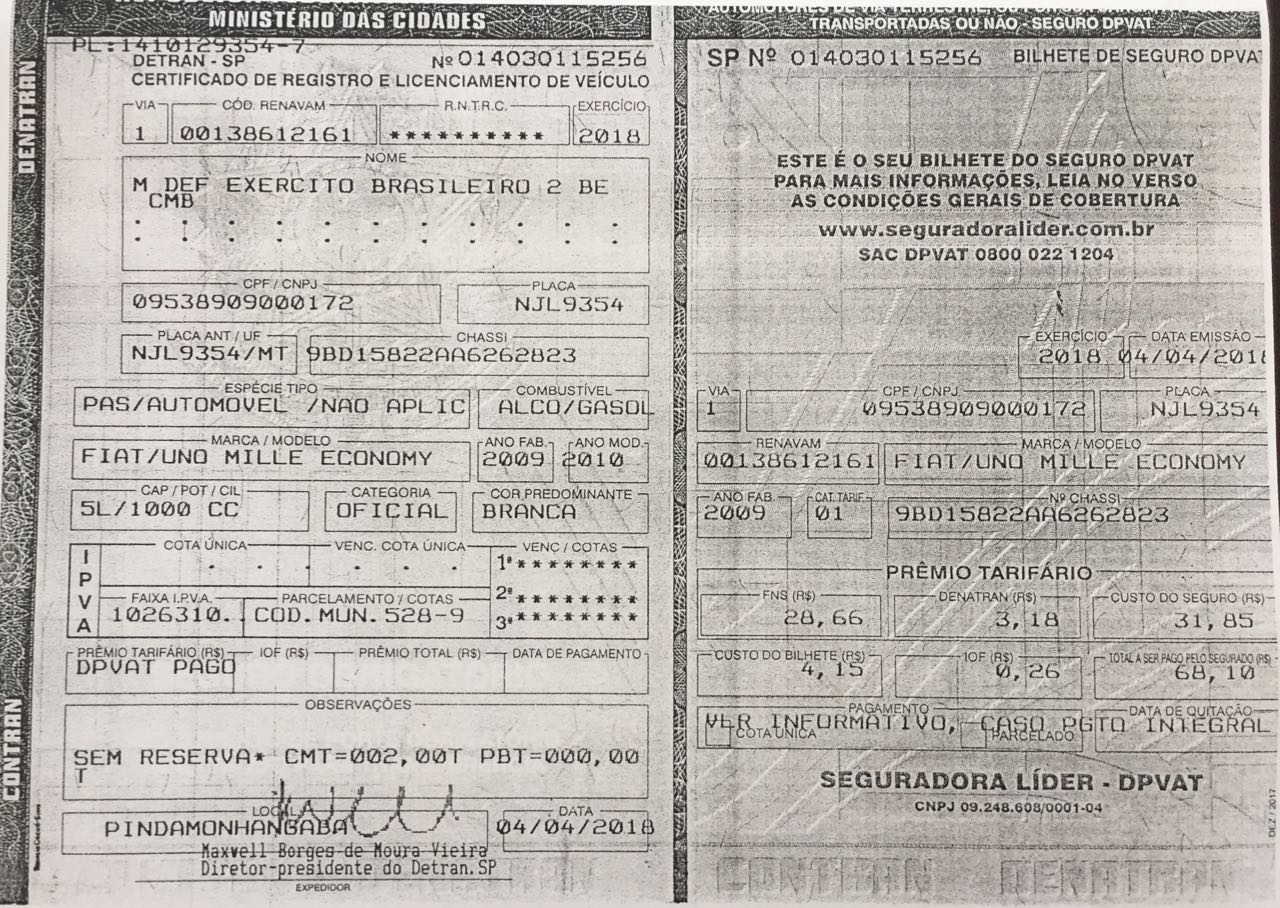 MINISTÉRIO DAS CIDADES
PL:1410129354-7
DETRAN - SP Nº 014030115256
CERTIFICADO DE REGISTRO E LICENCIAMENTO DE VEÍCULO
VIA CÓD. RENAVAM R.N.T.R.C. EXERCÍCIO
1 00138612161 ********** 2018
NOME
M DEF EXERCITO BRASILEIRO 2 BE
CMB
CPF / CNPJ PLACA
09538909000172 NJL9354
PLACA ANT / UF CHASSI
NJL9354/MT 9BD15822AA6262823
ESPÉCIE TIPO COMBUSTÍVEL
PAS/AUTOMOVEL /NAO APLIC ALCO/GASOL
MARCA / MODELO ANO FAB. ANO MOD.
FIAT/UNO MILLE ECONOMY 2009 2010
CAP / POT / CIL CATEGORIA COR PREDOMINANTE
5L/1000 CC OFICIAL BRANCA
IPVA
COTA ÚNICA VENC. COTA ÚNICA VENC / COTAS
1ª ********
FAIXA I.P.V.A. PARCELAMENTO / COTAS 2ª ********
1026310. COD. MUN. 528-9 3ª ********
PRÊMIO TARIFÁRIO (R$) IOF (R$) PRÊMIO TOTAL (R$) DATA DE PAGAMENTO
DPVAT PAGO
OBSERVAÇÕES
SEM RESERVA* CMT=002,00T PBT=000,00
T
LOCAL DATA
PINDAMONHANGABA 04/04/2018
Maxwell Borges de Moura Vieira
Diretor-presidente do Detran.SP
EXPEDIDOR
DENATRAN
CONTRAN
TRANSPORTADAS OU NÃO - SEGURO DPVAT
SP Nº 014030115256 BILHETE DE SEGURO DPVA
ESTE É O SEU BILHETE DO SEGURO DPVAT
PARA MAIS INFORMAÇÕES, LEIA NO VERSO
AS CONDIÇÕES GERAIS DE COBERTURA
www.seguradoralider.com.br
SAC DPVAT 0800 022 1204
EXERCÍCIO DATA EMISSÃO
2018 04/04/2018
VIA CPF / CNPJ PLACA
1 09538909000172 NJL9354
RENAVAM MARCA / MODELO
00138612161 FIAT/UNO MILLE ECONOMY
ANO FAB. CAT. TARIF. Nº CHASSI
2009 01 9BD15822AA6262823
PRÊMIO TARIFÁRIO
FNS (R$) DENATRAN (R$) CUSTO DO SEGURO (R$)
28,66 3,18 31,85
CUSTO DO BILHETE (R$) IOF (R$) TOTAL A SER PAGO PELO SEGURADO (R$)
4,15 0,26 68,10
PAGAMENTO DATA DE QUITAÇÃO
VER INFORMATIVO, CASO PGTO INTEGRAL
COTA ÚNICA PARCELADO
SEGURADORA LÍDER - DPVAT
CNPJ 09.248.608/0001-04
DEZ / 2017
CONTRAN DENATRAN